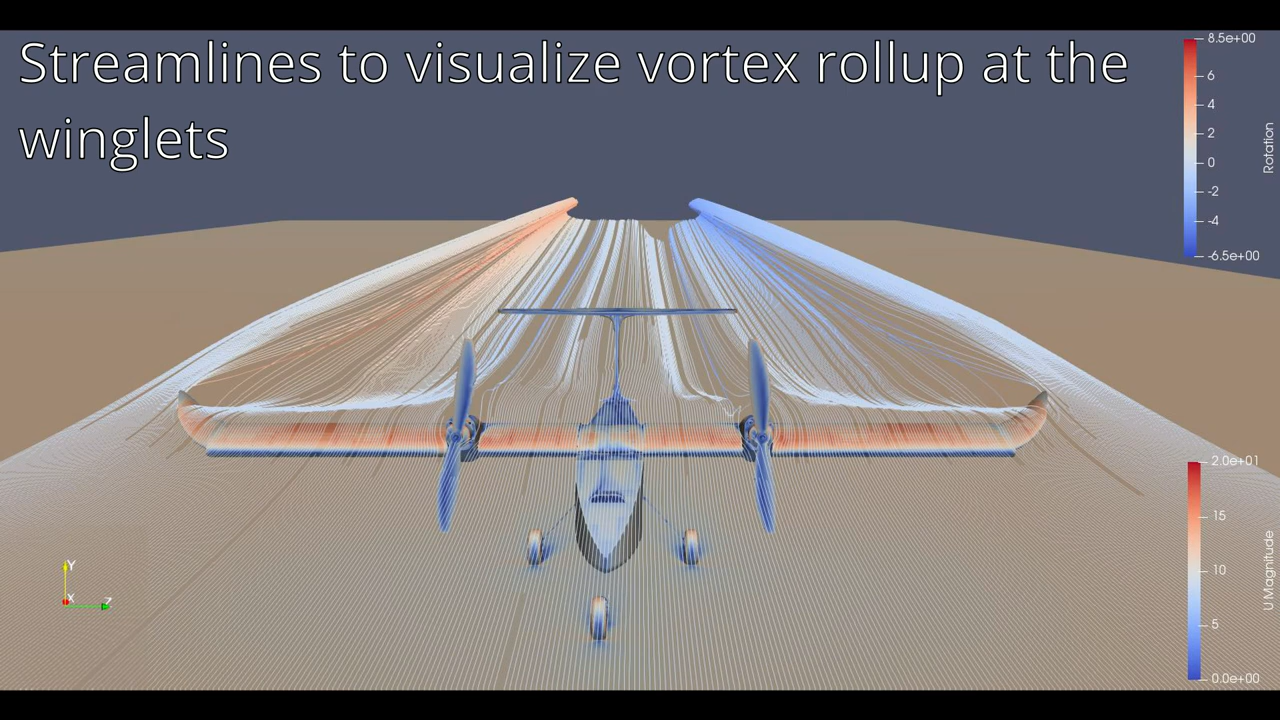 Streamlines to visualize vortex rollup at the
winglets
8.5e+00
6
4
2
0
-2
-4
-6.5e+00
Rotation
2.0e+01
15
10
5
0.0e+00
U Magnitude
Y
X
Z